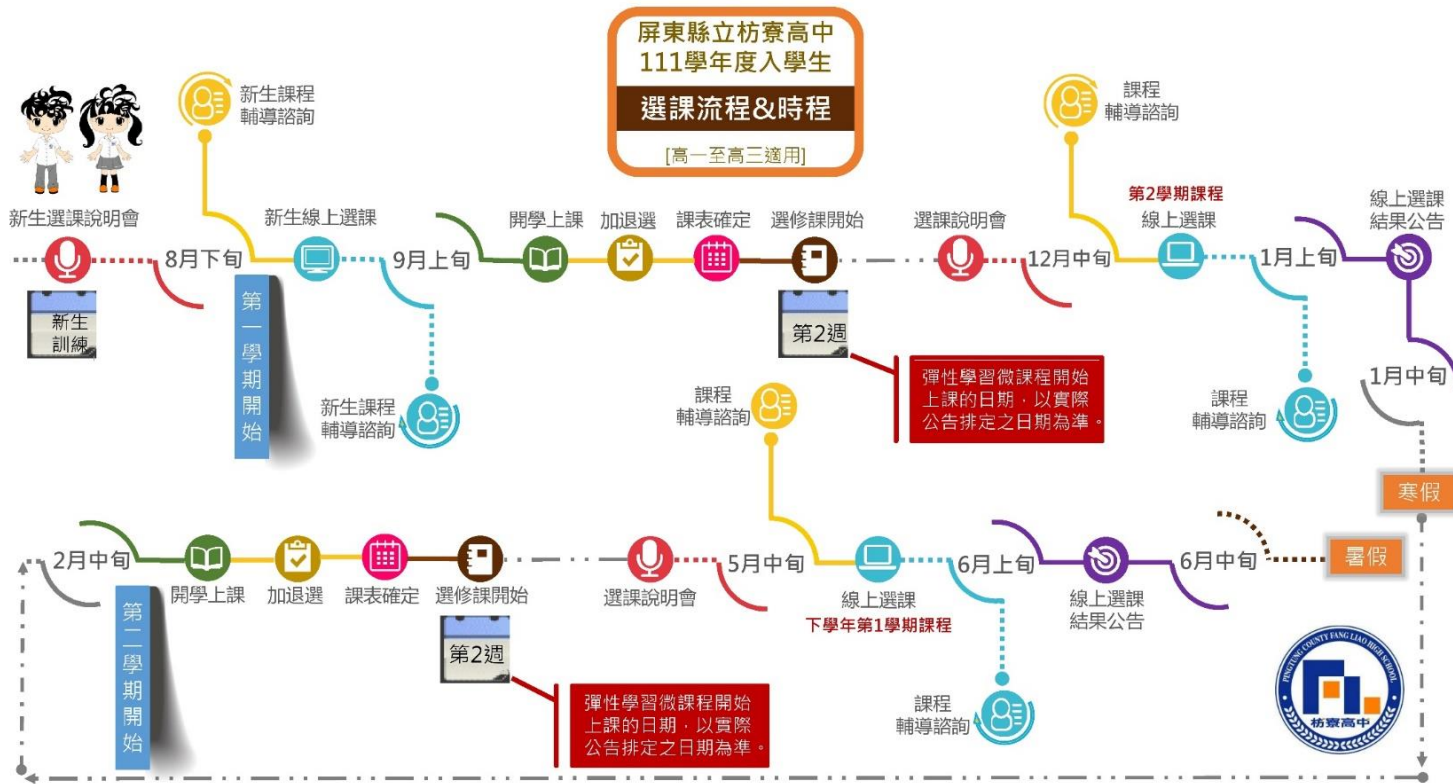 屏東縣立枋寮高中
111學年度入學生
選課流程&時程
[高一至高三適用]
新生選課說明會
新生
訓練
8月下旬
新生課程
輔導諮詢
第一學期開始
新生線上選課
9月上旬
新生課程
輔導諮詢
開學上課
加退選
課表確定
選修課開始
第2週
彈性學習微課程開始
上課的日期，以實際
公告排定之日期為準。
選課說明會
12月中旬
課程
輔導諮詢
第2學期課程
線上選課
1月上旬
課程
輔導諮詢
線上選課
結果公告
1月中旬
寒假
2月中旬
第二學期開始
開學上課
加退選
課表確定
選修課開始
第2週
彈性學習微課程開始
上課的日期，以實際
公告排定之日期為準。
選課說明會
5月中旬
課程
輔導諮詢
線上選課
下學年第1學期課程
6月上旬
課程
輔導諮詢
線上選課
結果公告
6月中旬
暑假
PINGTUNG COUNTY FANG LIAO HIGH SCHOOL
枋寮高中